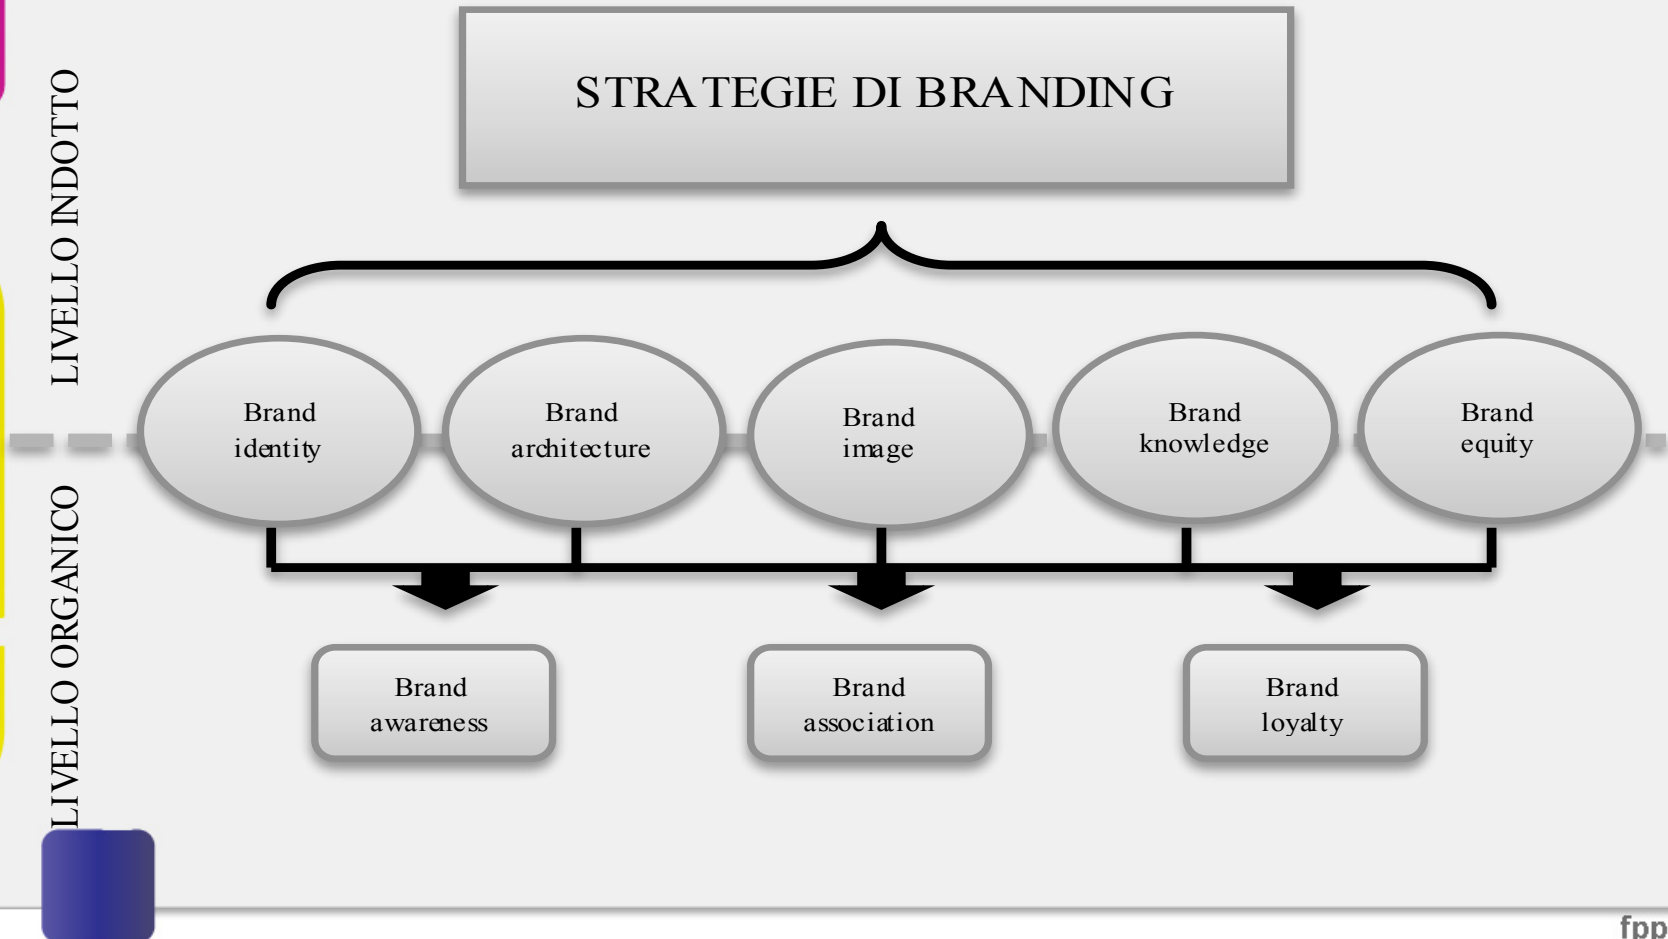 STRATEGIE DI BRANDING
LIVELLO INDOTTO
Brand
identity
Brand
architecture
Brand
image
Brand
knowledge
Brand
equity
LIVELLO ORGANICO
Brand
awareness
Brand
association
Brand
loyalty
fpp